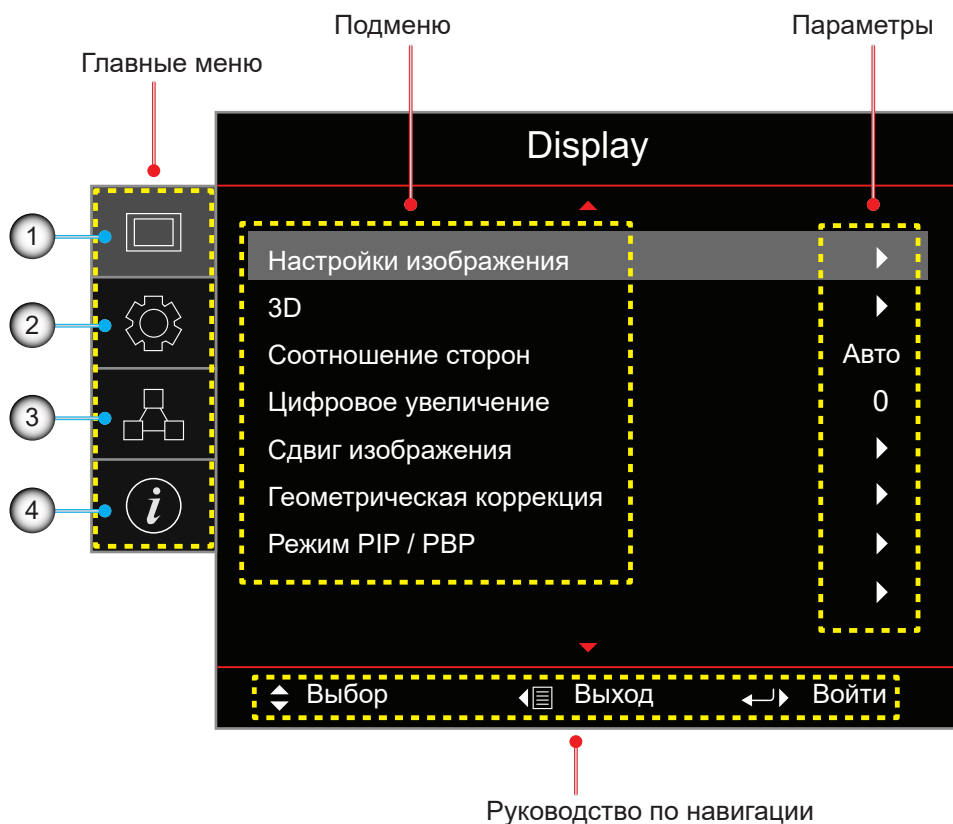 Подменю
Параметры
Главные меню
Display
1
2
3
4
Настройки изображения
3D
Соотношение сторон Авто
Цифровое увеличение 0
Сдвиг изображения
Геометрическая коррекция
Режим PIP / PBP
Выбор Выход Войти
Руководство по навигации